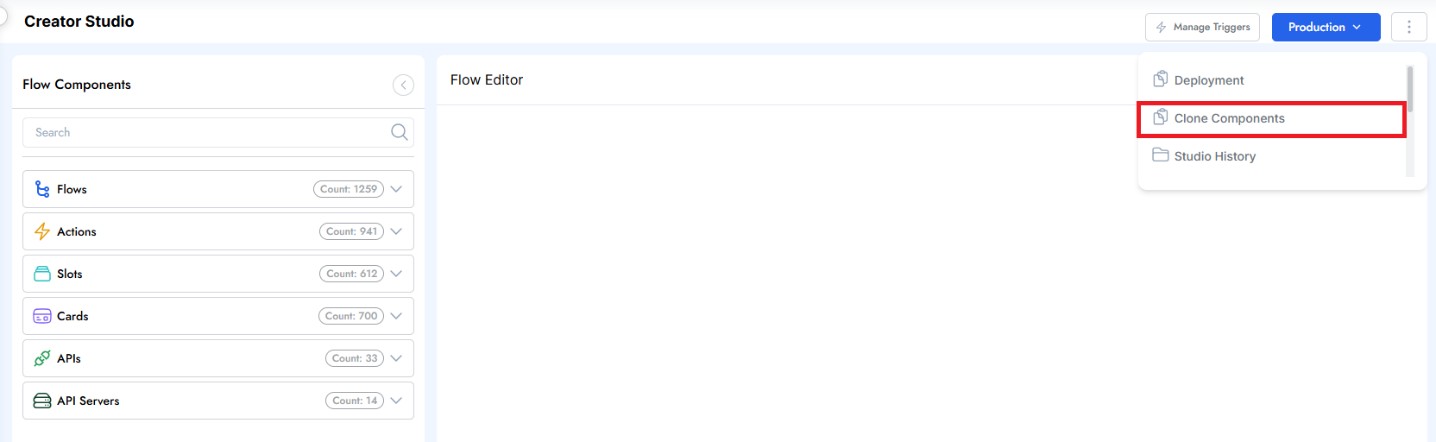 Creator Studio
Manage Triggers
Production
Flow Components
Flow Editor
Deployment
Clone Components
Studio History
Search
Flows
Count: 1259
Actions
Count: 941
Slots
Count: 612
Cards
Count: 700
APIs
Count: 33
API Servers
Count: 14